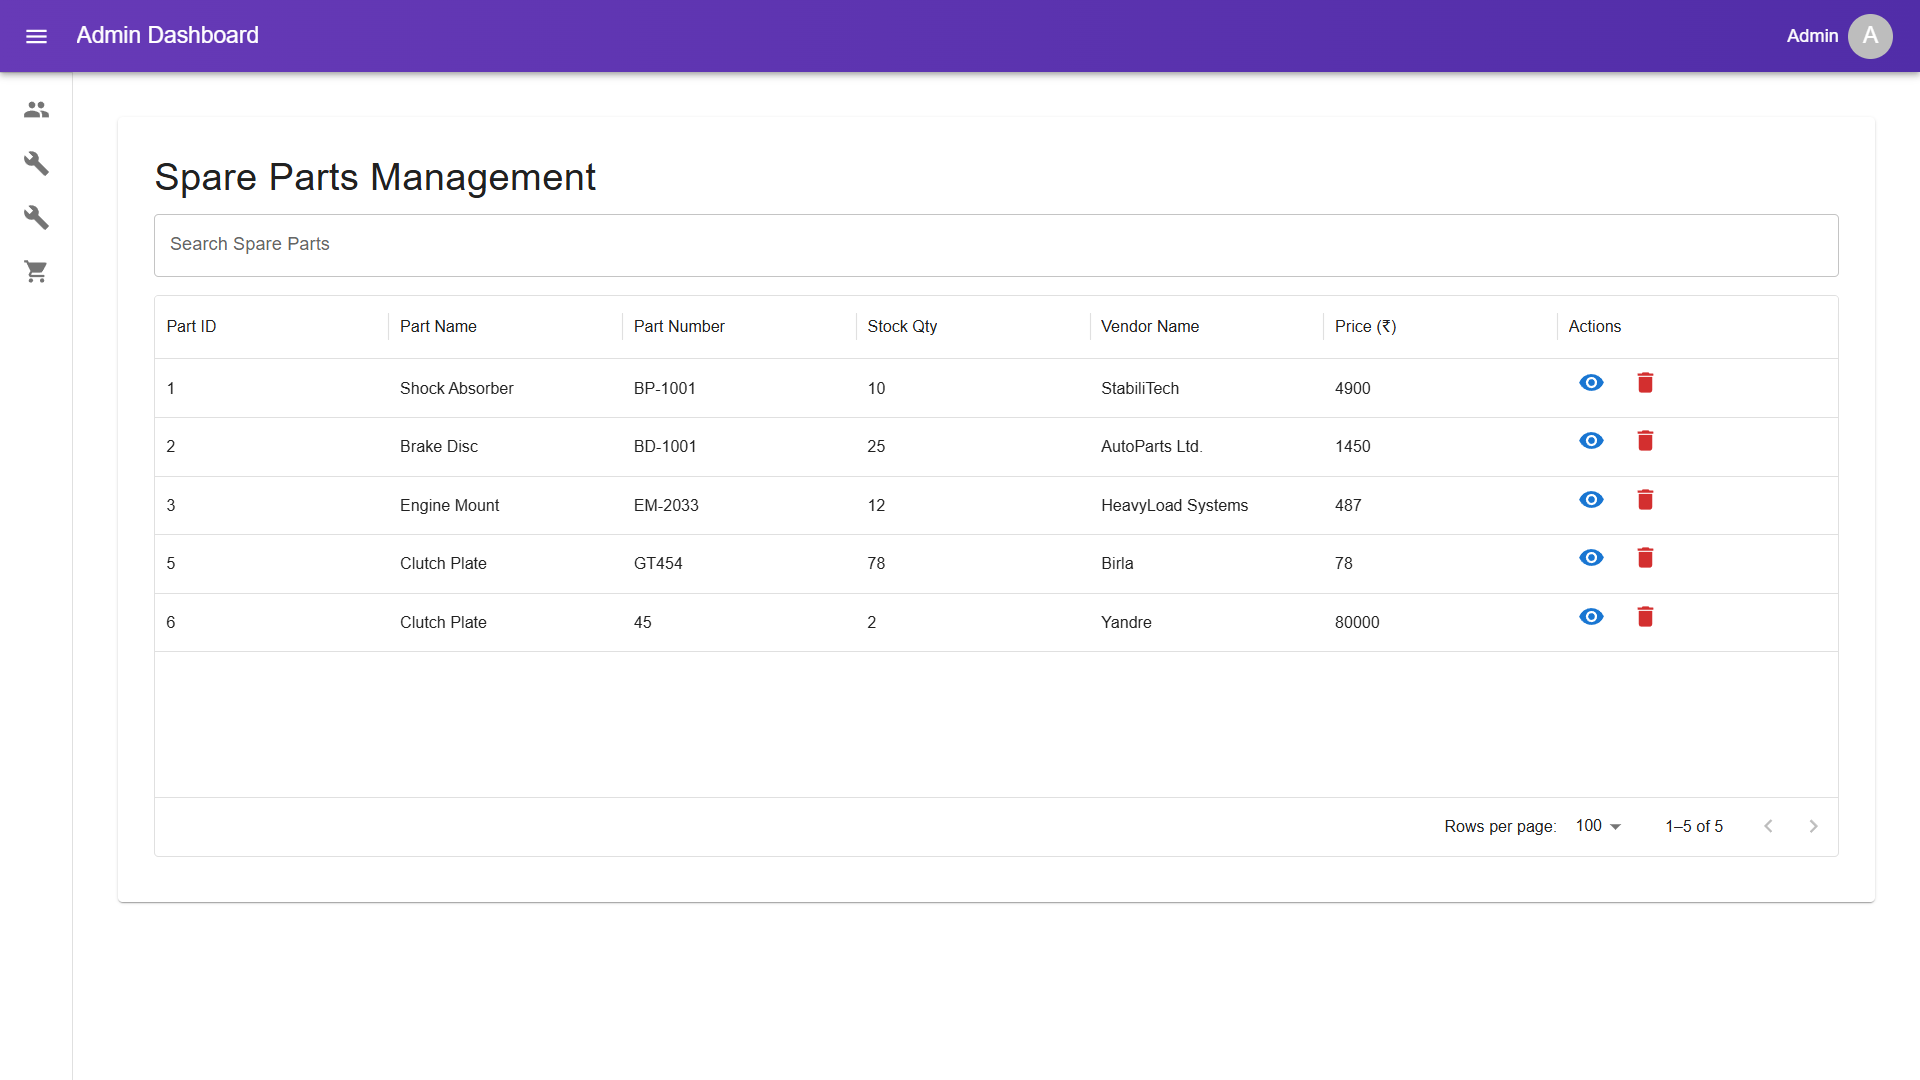 Admin Dashboard
Admin A
Spare Parts Management
Search Spare Parts
Part ID Part Name Part Number Stock Qty Vendor Name Price (₹) Actions
1 Shock Absorber BP-1001 10 StabiliTech 4900
2 Brake Disc BD-1001 25 AutoParts Ltd. 1450
3 Engine Mount EM-2033 12 HeavyLoad Systems 487
5 Clutch Plate GT454 78 Birla 78
6 Clutch Plate 45 2 Yandre 80000
Rows per page: 100 1–5 of 5